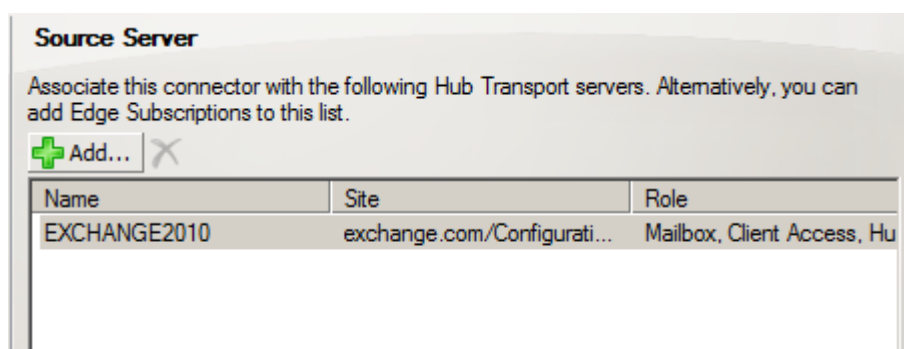 Source Server
Associate this connector with the following Hub Transport servers. Alternatively, you can
add Edge Subscriptions to this list.
Add...
Name Site Role
EXCHANGE2010 exchange.com/Configurati... Mailbox, Client Access, Hu